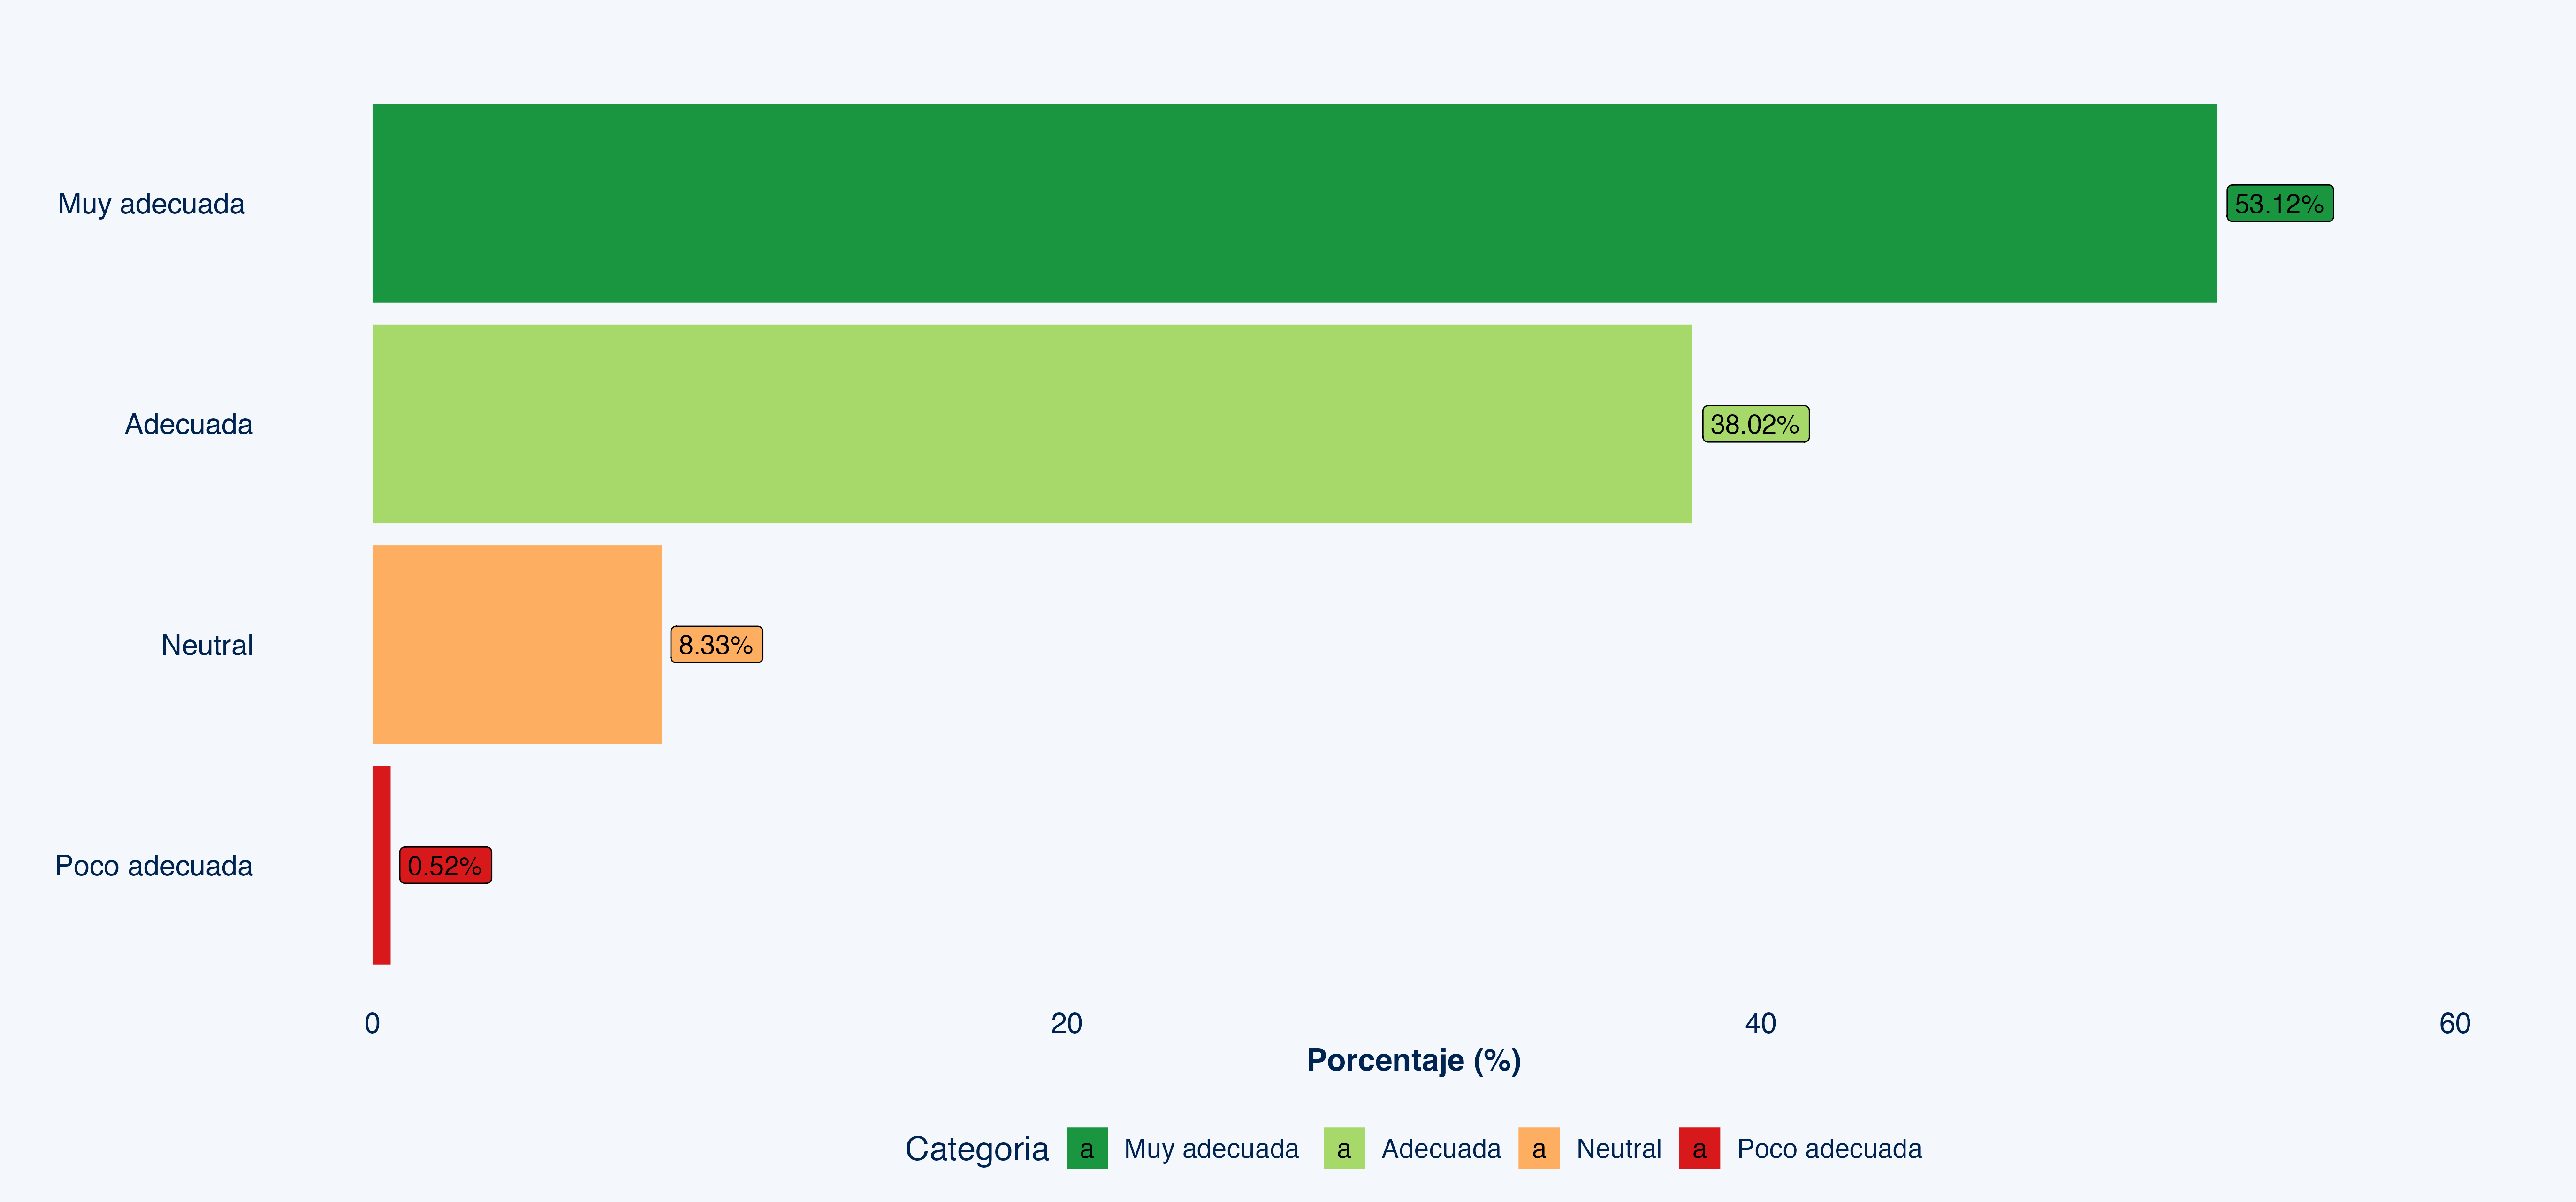 Muy adecuada 53.12%
Adecuada 38.02%
Neutral 8.33%
Poco adecuada 0.52%
0 20 40 60
Porcentaje (%)
Categoria a Muy adecuada a Adecuada a Neutral a Poco adecuada